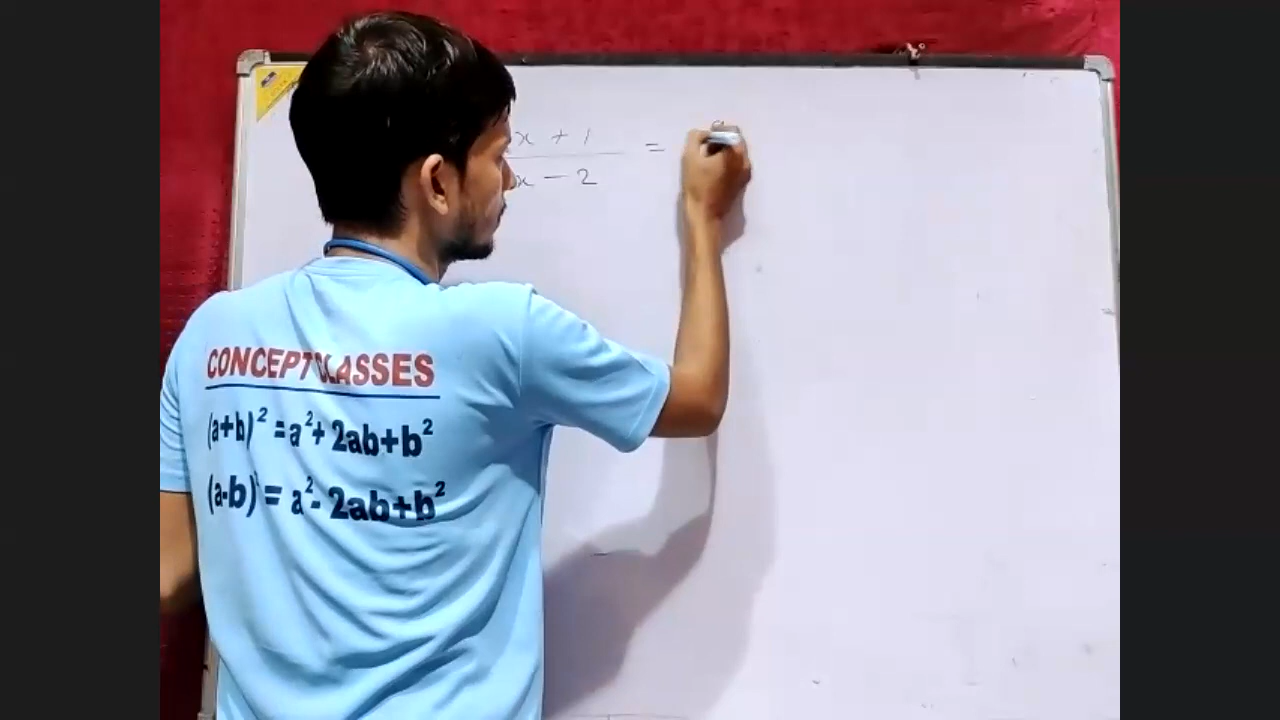 x + 1 =
x - 2
CONCEPT CLASSES
(a+b)² = a²+ 2ab+b²
(a-b)² = a²- 2ab+b²